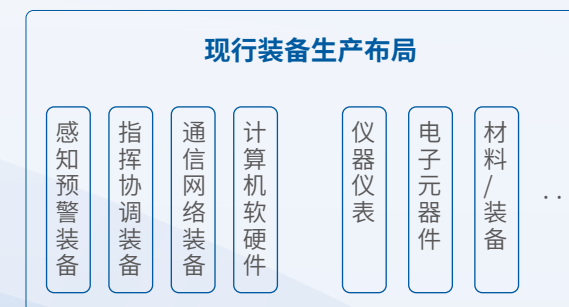 现行装备生产布局
感知预警装备
指挥协调装备
通信网络装备
计算机软硬件
仪器仪表
电子元器件
材料/装备
..